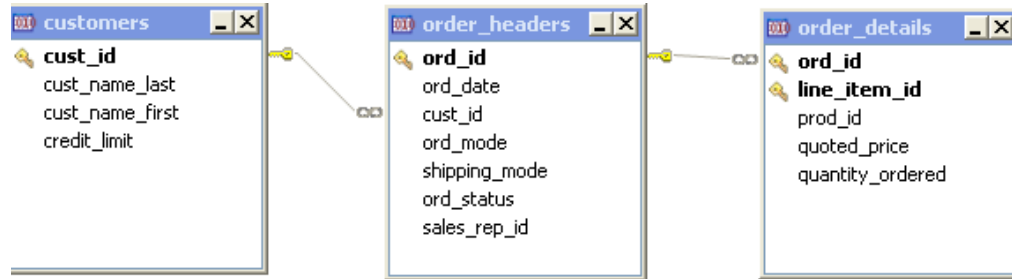 customers
cust_id
cust_name_last
cust_name_first
credit_limit
order_headers
ord_id
ord_date
cust_id
ord_mode
shipping_mode
ord_status
sales_rep_id
order_details
ord_id
line_item_id
prod_id
quoted_price
quantity_ordered